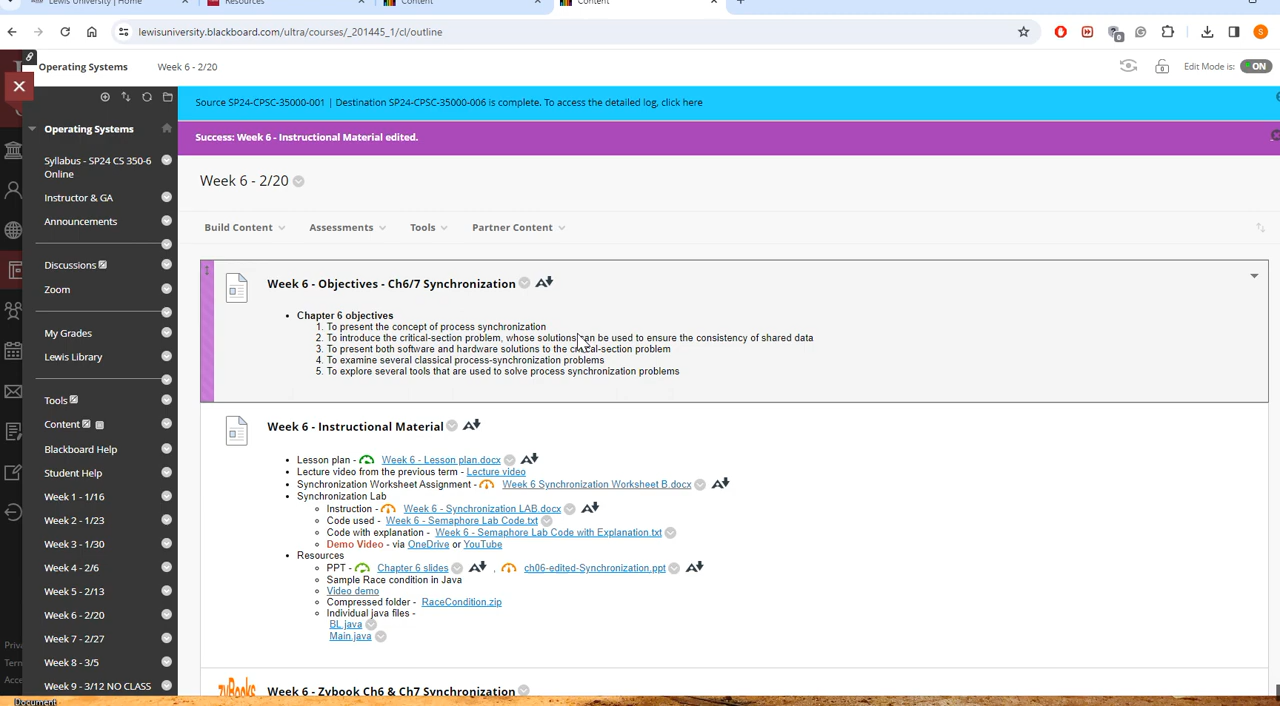 Lewis University | Home
Resources
Content
Content
lewisuniversity.blackboard.com/ultra/courses/_201445_1/cl/outline
Operating Systems
Week 6 - 2/20
Edit Mode is:
ON
Source SP24-CPSC-35000-001 | Destination SP24-CPSC-35000-006 is complete. To access the detailed log, click here
Success: Week 6 - Instructional Material edited.
Operating Systems
Syllabus - SP24 CS 350-6
Online
Instructor & GA
Announcements
Discussions
Zoom
My Grades
Lewis Library
Tools
Content
Blackboard Help
Student Help
Week 1 - 1/16
Week 2 - 1/23
Week 3 - 1/30
Week 4 - 2/6
Week 5 - 2/13
Week 6 - 2/20
Week 7 - 2/27
Week 8 - 3/5
Week 9 - 3/12 NO CLASS
Priva
Term
Acce
Document
Week 6 - 2/20
Build Content
Assessments
Tools
Partner Content
Week 6 - Objectives - Ch6/7 Synchronization
Chapter 6 objectives
1. To present the concept of process synchronization
2. To introduce the critical-section problem, whose solutions can be used to ensure the consistency of shared data
3. To present both software and hardware solutions to the critical-section problem
4. To examine several classical process-synchronization problems
5. To explore several tools that are used to solve process synchronization problems
Week 6 - Instructional Material
Lesson plan - Week 6 - Lesson plan.docx
Lecture video from the previous term - Lecture video
Synchronization Worksheet Assignment - Week 6 Synchronization Worksheet B.docx
Synchronization Lab
Instruction - Week 6 - Synchronization LAB.docx
Code used - Week 6 - Semaphore Lab Code.txt
Code with explanation - Week 6 - Semaphore Lab Code with Explanation.txt
Demo Video - via OneDrive or YouTube
Resources
PPT - Chapter 6 slides , ch06-edited-Synchronization.ppt
Sample Race condition in Java
Video demo
Compressed folder - RaceCondition.zip
Individual java files -
BL.java
Main.java
zyBooks
Week 6 - Zybook Ch6 & Ch7 Synchronization